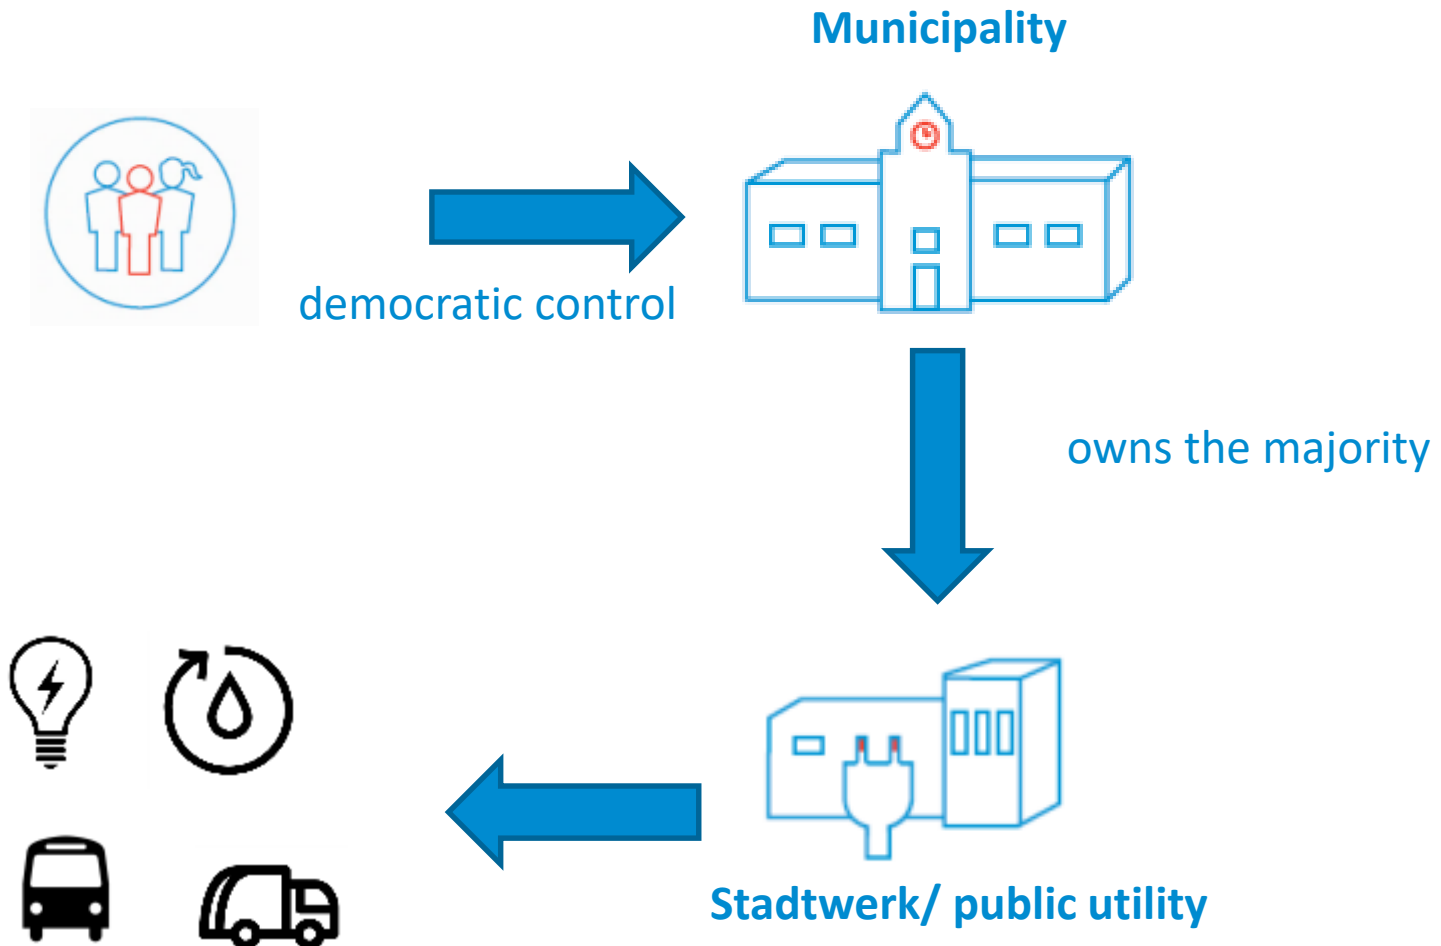 Municipality
democratic control
owns the majority
Stadtwerk/ public utility